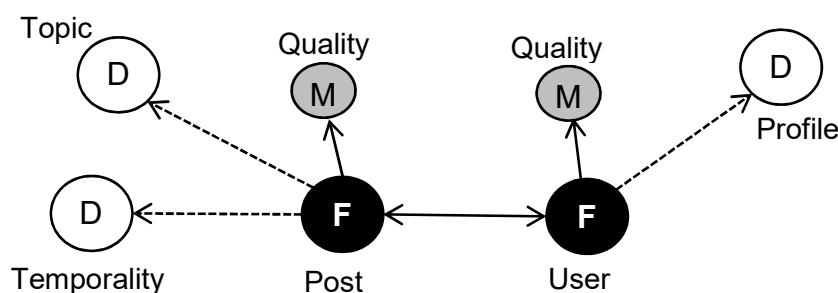 Topic
D
Quality
M
Quality
M
D
Profile
D
Temporality
F
Post
F
User